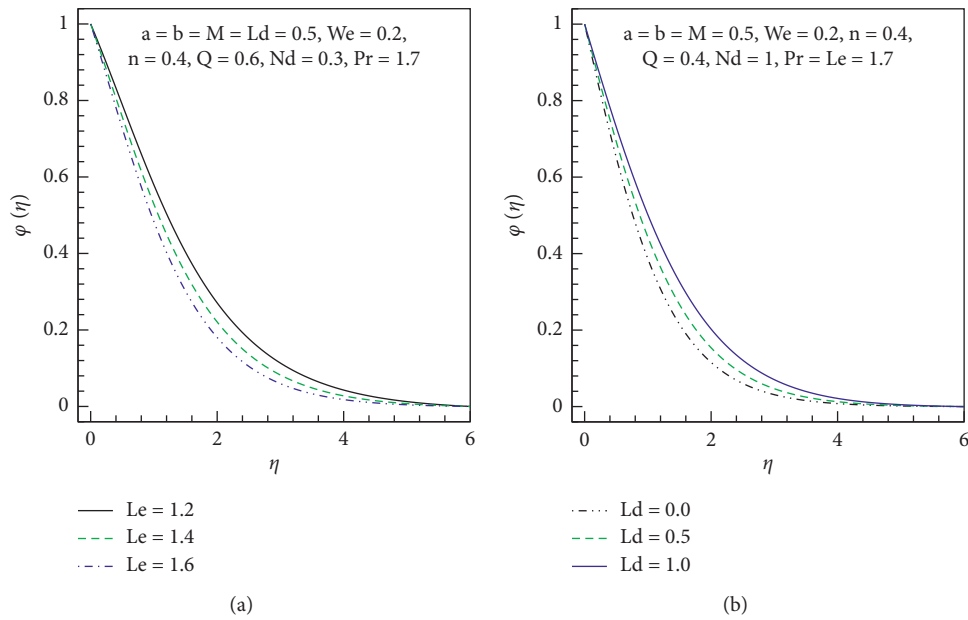 a = b = M = Ld = 0.5, We = 0.2,
n = 0.4, Q = 0.6, Nd = 0.3, Pr = 1.7
1
0.8
0.6
0.4
0.2
0
φ (η)
0
2
4
6
η
Le = 1.2
Le = 1.4
Le = 1.6
(a)
a = b = M = 0.5, We = 0.2, n = 0.4,
Q = 0.4, Nd = 1, Pr = Le = 1.7
1
0.8
0.6
0.4
0.2
0
φ (η)
0
2
4
6
η
Ld = 0.0
Ld = 0.5
Ld = 1.0
(b)